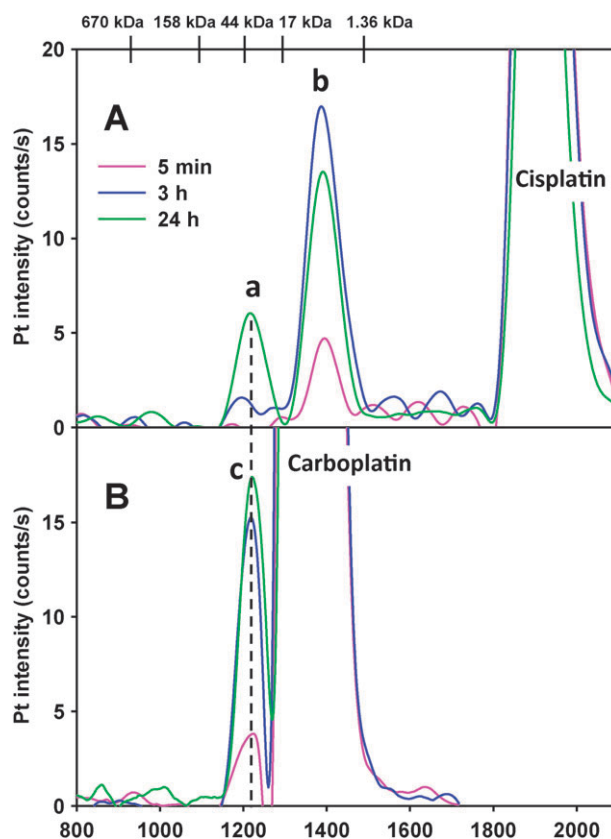 670 kDa 158 kDa 44 kDa 17 kDa 1.36 kDa
20
15
10
5
0
Pt intensity (counts/s)
A
5 min
3 h
24 h
a
b
Cisplatin
20
15
10
5
0
Pt intensity (counts/s)
B
c
Carboplatin
800 1000 1200 1400 1600 1800 2000